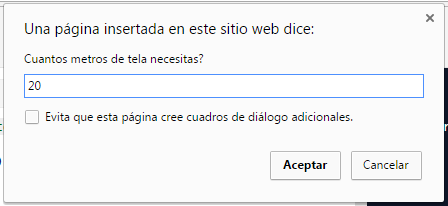 Una página insertada en este sitio web dice:
Cuantos metros de tela necesitas?
20
Evita que esta página cree cuadros de diálogo adicionales.
Aceptar
Cancelar